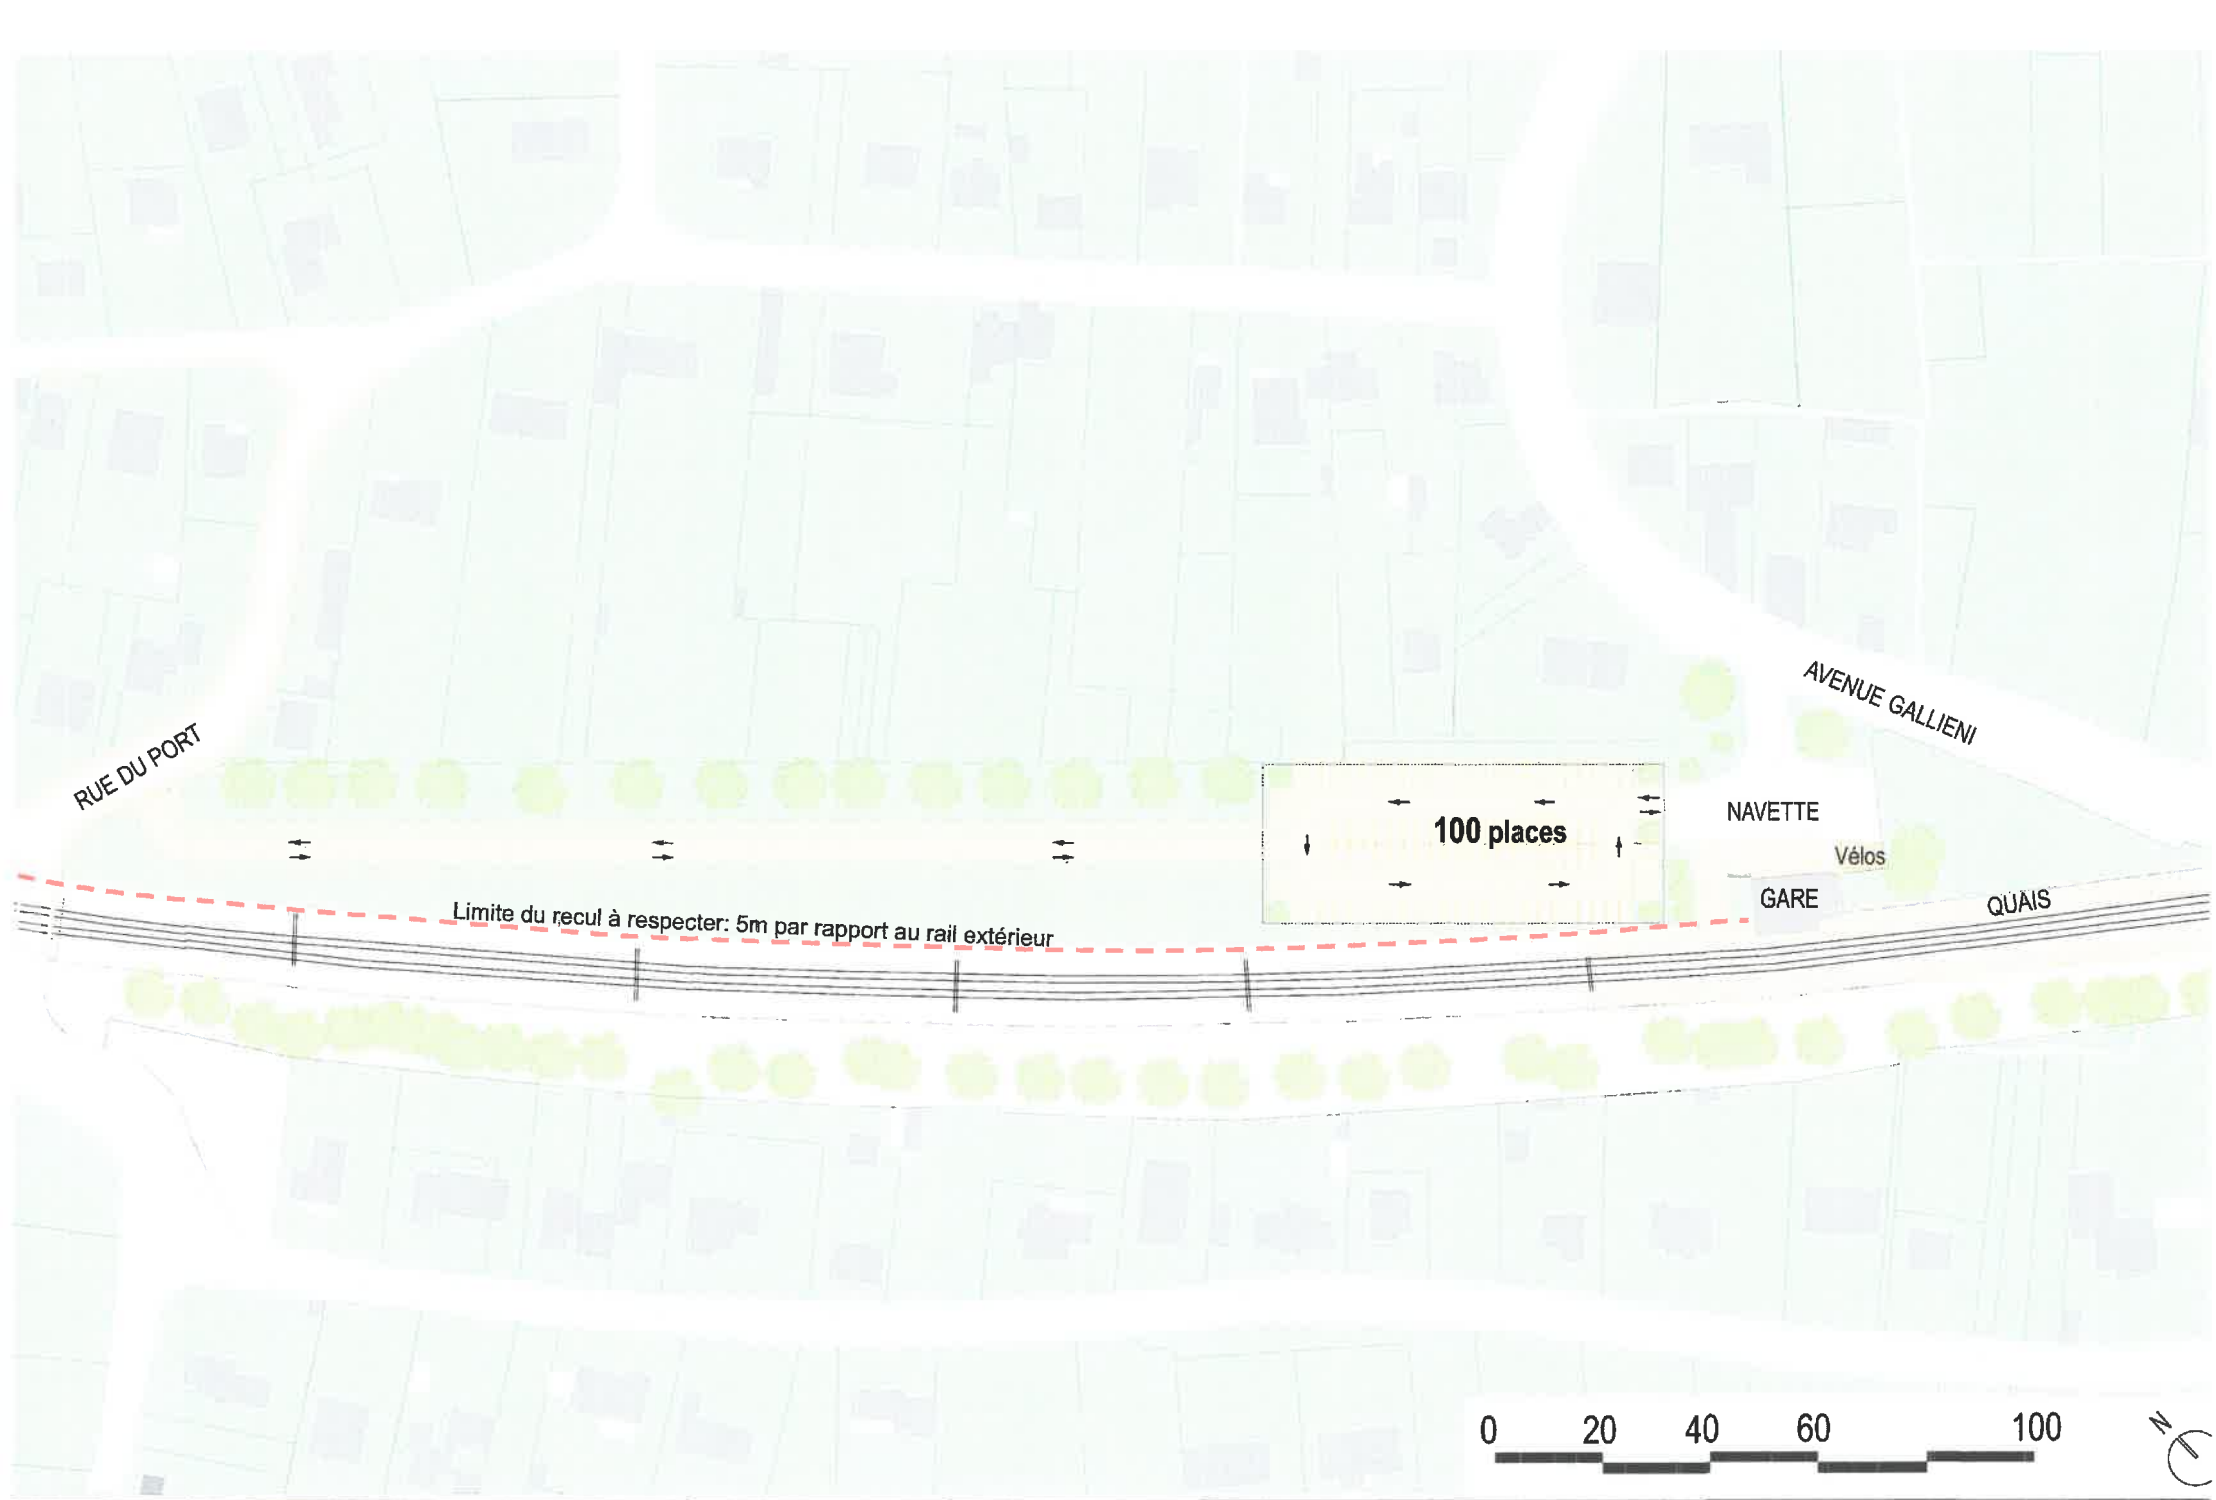 AVENUE GALLIENI
RUE DU PORT
NAVETTE
100 places
Vélos
GARE
QUAIS
Limite du recul à respecter: 5m par rapport au rail extérieur
0 20 40 60 100
N